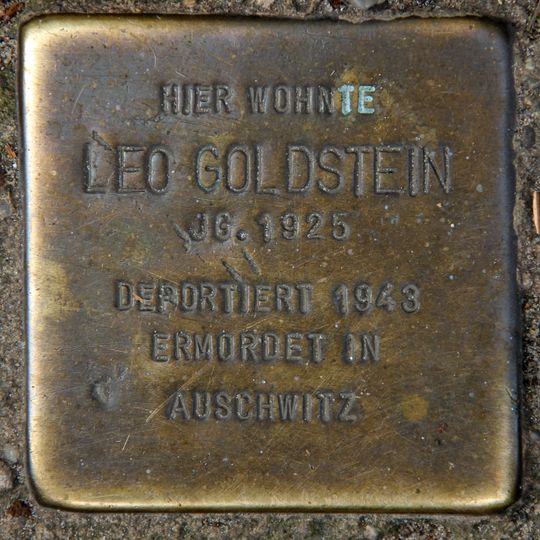 HIER WOHNTE
LEO GOLDSTEIN
JG. 1925
DEPORTIERT 1943
ERMORDET IN
AUSCHWITZ